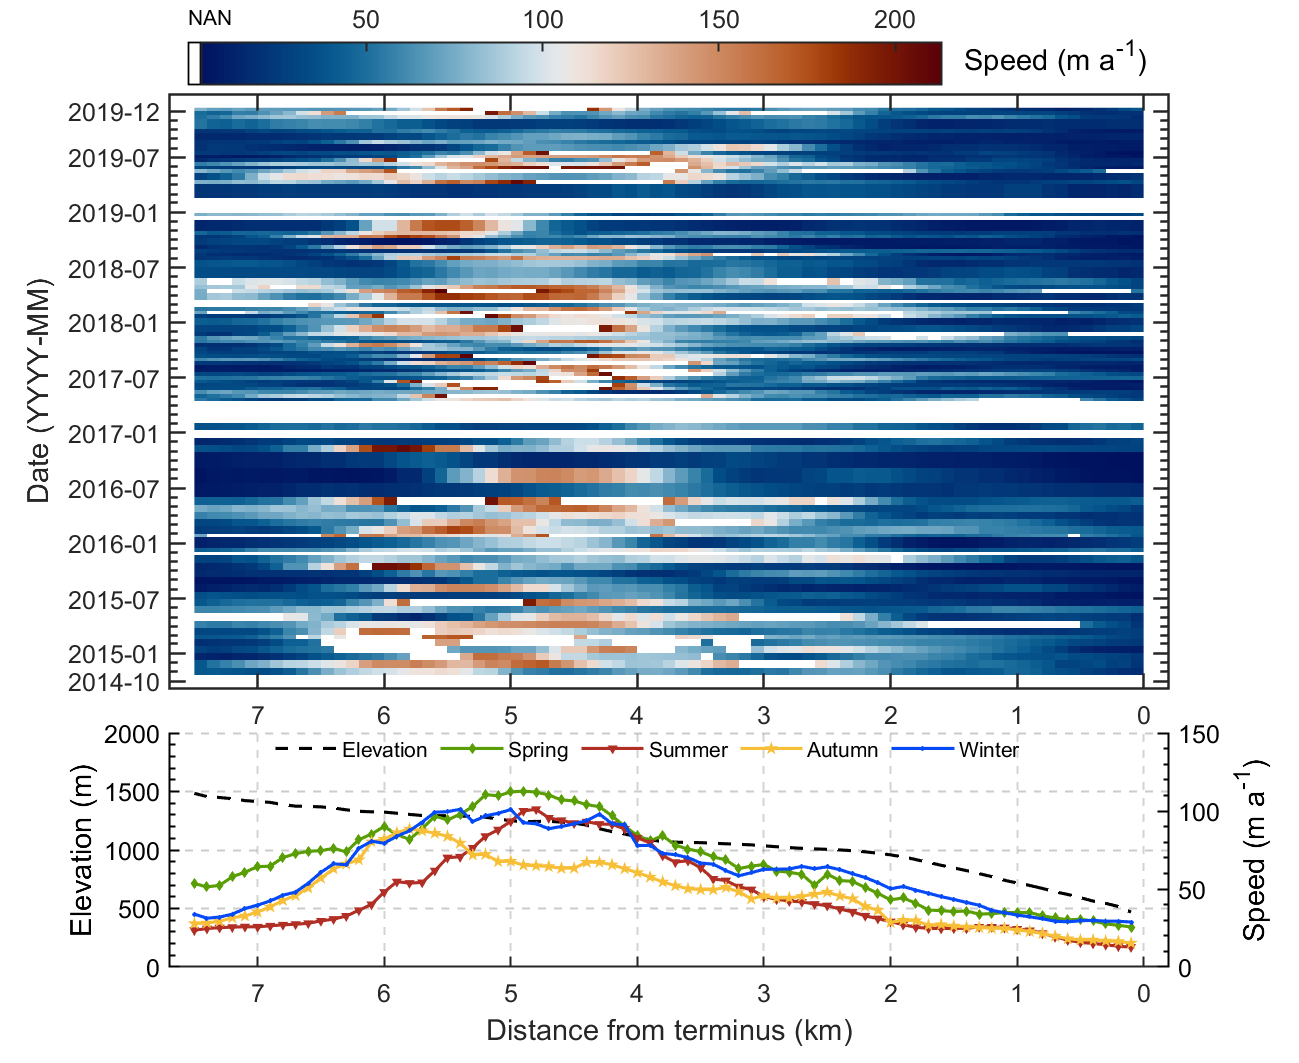 NAN 50 100 150 200
Speed (m a-1)
2019-12
2019-07
2019-01
2018-07
2018-01
2017-07
2017-01
2016-07
2016-01
2015-07
2015-01
2014-10
Date (YYYY-MM)
7 6 5 4 3 2 1 0
2000
1500
1000
500
0
Elevation (m)
Elevation Spring Summer Autumn Winter
150
100
50
0
Speed (m a-1)
7 6 5 4 3 2 1 0
Distance from terminus (km)